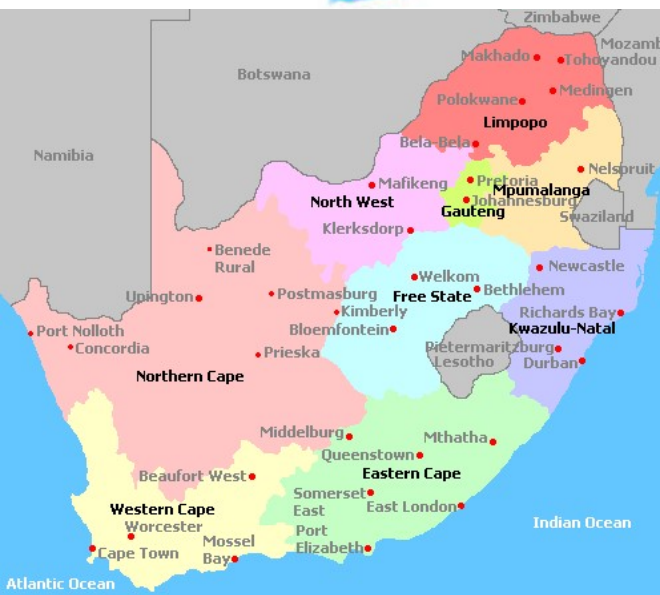 Zimbabwe
Mozamb
Makhado
Tohoyandou
Botswana
Medingen
Polokwane
Limpopo
Bela-Bela
Namibia
Nelspruit
Pretoria
Mafikeng
Mpumalanga
North West
Johannesburg
Gauteng
Swaziland
Klerksdorp
Benede
Rural
Newcastle
Welkom
Bethlehem
Free State
Postmasburg
Upington
Kimberly
Richards Bay
Bloemfontein
Kwazulu-Natal
Port Nolloth
Concordia
Pietermaritzburg
Prieska
Lesotho
Durban
Northern Cape
Middelburg
Mthatha
Queenstown
Eastern Cape
Beaufort West
Somerset
East
East London
Western Cape
Worcester
Indian Ocean
Port
Elizabeth
Mossel
Bay
Cape Town
Atlantic Ocean